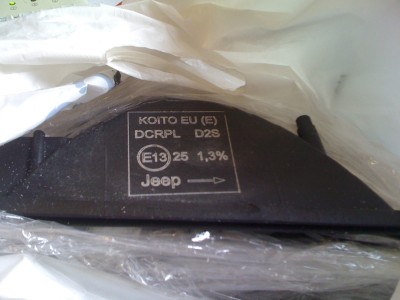 KOITO EU (E)
DCRPL D2S
E13 25 1,3%
Jeep